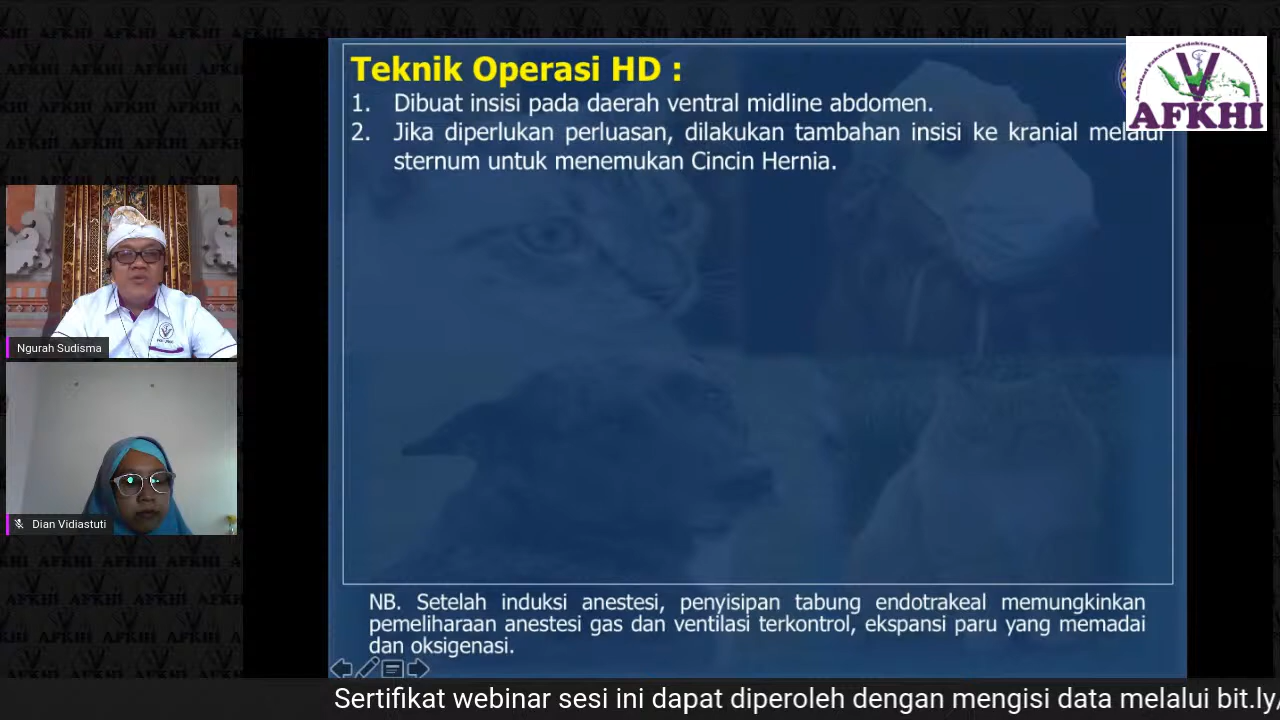 Teknik Operasi HD :
1. Dibuat insisi pada daerah ventral midline abdomen.
2. Jika diperlukan perluasan, dilakukan tambahan insisi ke kranial melalui
sternum untuk menemukan Cincin Hernia.
AFKHI
Ngurah Sudisma
Dian Vidiastuti
NB. Setelah induksi anestesi, penyisipan tabung endotrakeal memungkinkan
pemeliharaan anestesi gas dan ventilasi terkontrol, ekspansi paru yang memadai
dan oksigenasi.
Sertifikat webinar sesi ini dapat diperoleh dengan mengisi data melalui bit.ly/